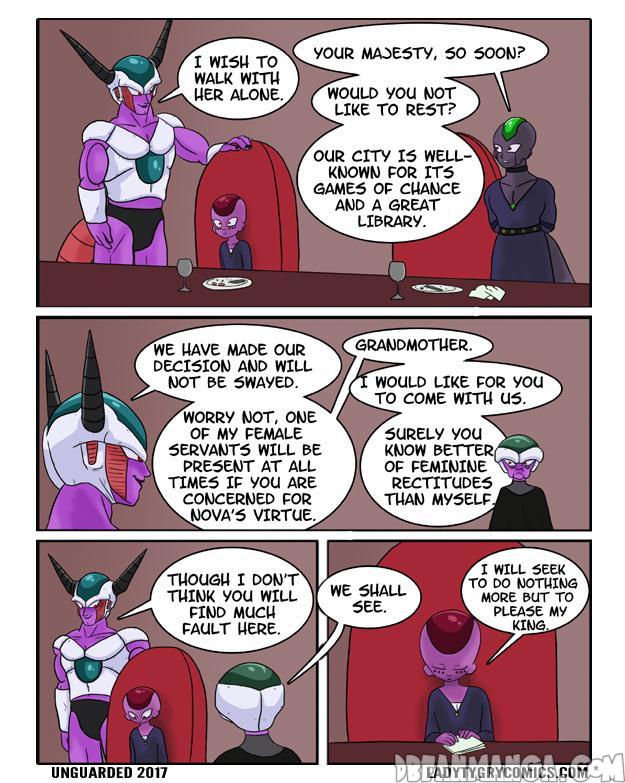 I WISH TO
WALK WITH
HER ALONE.
YOUR MAJESTY, SO SOON?
WOULD YOU NOT
LIKE TO REST?
OUR CITY IS WELL-
KNOWN FOR ITS
GAMES OF CHANCE
AND A GREAT
LIBRARY.
WE HAVE MADE OUR
DECISION AND WILL
NOT BE SWAYED.
WORRY NOT, ONE
OF MY FEMALE
SERVANTS WILL BE
PRESENT AT ALL
TIMES IF YOU ARE
CONCERNED FOR
NOVA'S VIRTUE.
GRANDMOTHER.
I WOULD LIKE FOR YOU
TO COME WITH US.
SURELY YOU
KNOW BETTER
OF FEMININE
RECTITUDES
THAN MYSELF.
THOUGH I DON'T
THINK YOU WILL
FIND MUCH
FAULT HERE.
WE SHALL
SEE.
I WILL SEEK
TO DO NOTHING
MORE BUT TO
PLEASE MY
KING.
UNGUARDED 2017
LADYTYGRYCOMICS.COM
DBEANMANGA.COM